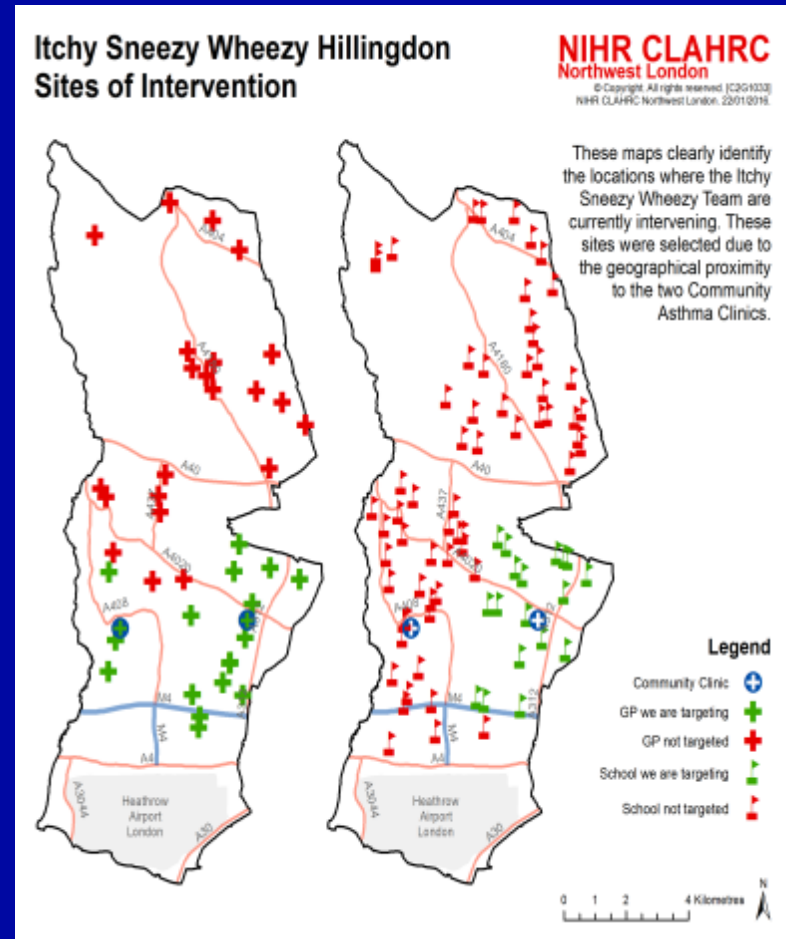 Itchy Sneezy Wheezy Hillingdon
Sites of Intervention
NIHR CLAHRC
Northwest London
© Copyright. All rights reserved. [C2G1033]
NIHR CLAHRC Northwest London. 22/01/2016.
These maps clearly identify
the locations where the Itchy
Sneezy Wheezy Team are
currently intervening. These
sites were selected due to
the geographical proximity
to the two Community
Asthma Clinics.
A404
A40
A4020
A408
M4
M4
A4
A3044
Heathrow
Airport
London
A30
A404
A4180
A40
A437
A4020
A408
A312
M4
M4
A4
A3044
Heathrow
Airport
London
A30
Legend
Community Clinic
GP we are targeting
GP not targeted
School we are targeting
School not targeted
0 1 2 4 Kilometres
N